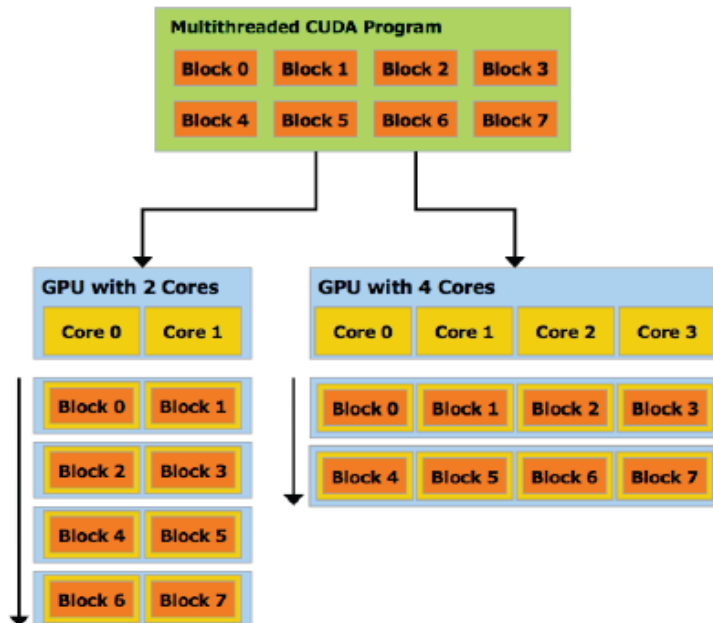 Multithreaded CUDA Program
Block 0 Block 1 Block 2 Block 3
Block 4 Block 5 Block 6 Block 7
GPU with 2 Cores
Core 0 Core 1
Block 0 Block 1
Block 2 Block 3
Block 4 Block 5
Block 6 Block 7
GPU with 4 Cores
Core 0 Core 1 Core 2 Core 3
Block 0 Block 1 Block 2 Block 3
Block 4 Block 5 Block 6 Block 7